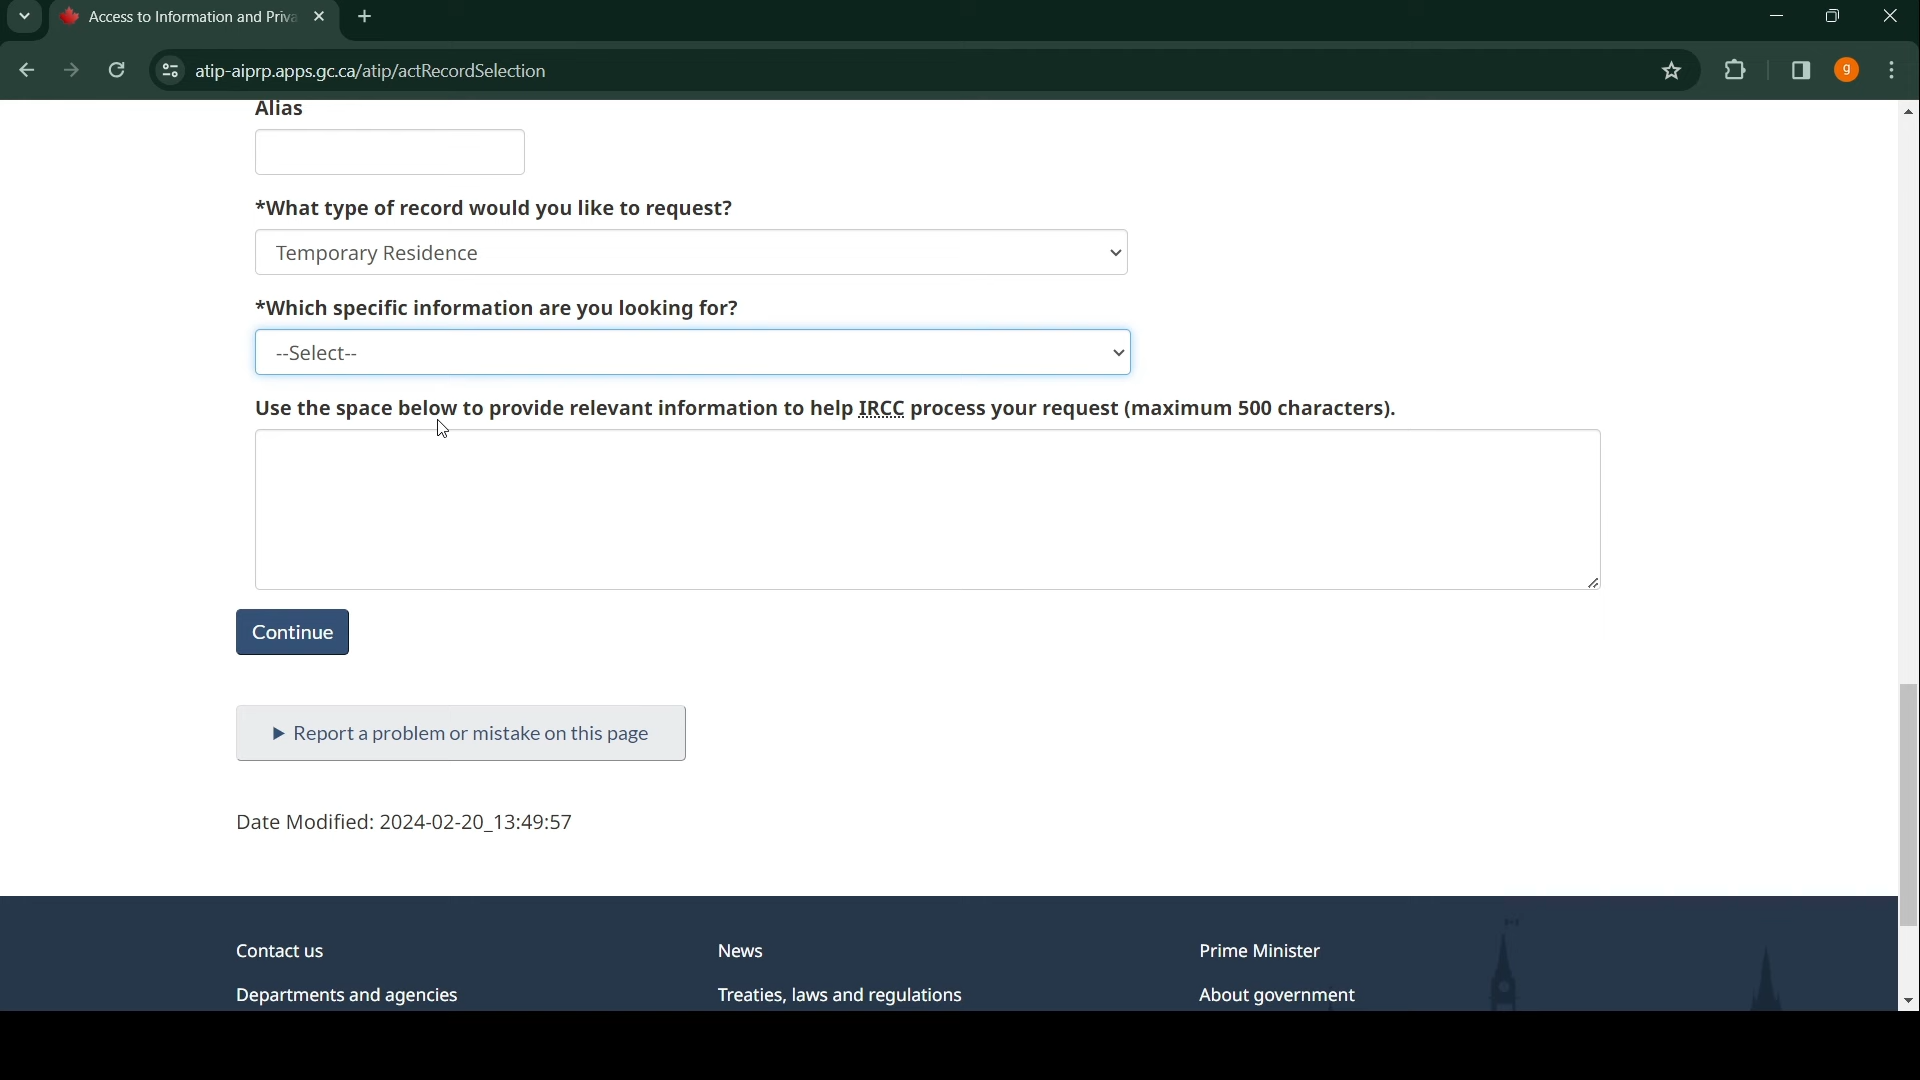 Access to Information and Priva
atip-aiprp.apps.gc.ca/atip/actRecordSelection
g
Alias
*What type of record would you like to request?
Temporary Residence
*Which specific information are you looking for?
--Select--
Use the space below to provide relevant information to help IRCC process your request (maximum 500 characters).
Continue
▶ Report a problem or mistake on this page
Date Modified: 2024-02-20_13:49:57
Contact us
News
Prime Minister
Departments and agencies
Treaties, laws and regulations
About government